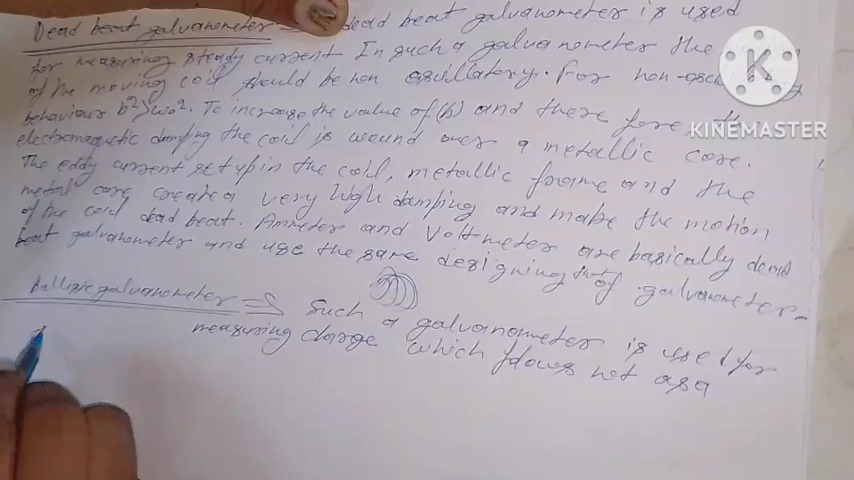 Dead beat galvanometer dead beat galvanometer is used
for measuring steady current In such a galvanometer the
of the moving coil should be non oscillatory. For non-
behaviour b²>ω₀². To increase the value of (b) and therefore
electromagnetic damping the coil is wound over a metallic core.
The eddy current setup in the coil, metallic frame and the
metal core create a very high damping and make the motion
of the coil dead beat. Ammeter and Voltmeter are basically dead
beat galvanometer and use the same designing of galvanometer-
ballistic galvanometer ⇒ Such a galvanometer is used for
measuring charge which flows not as a
K
KINEMASTER